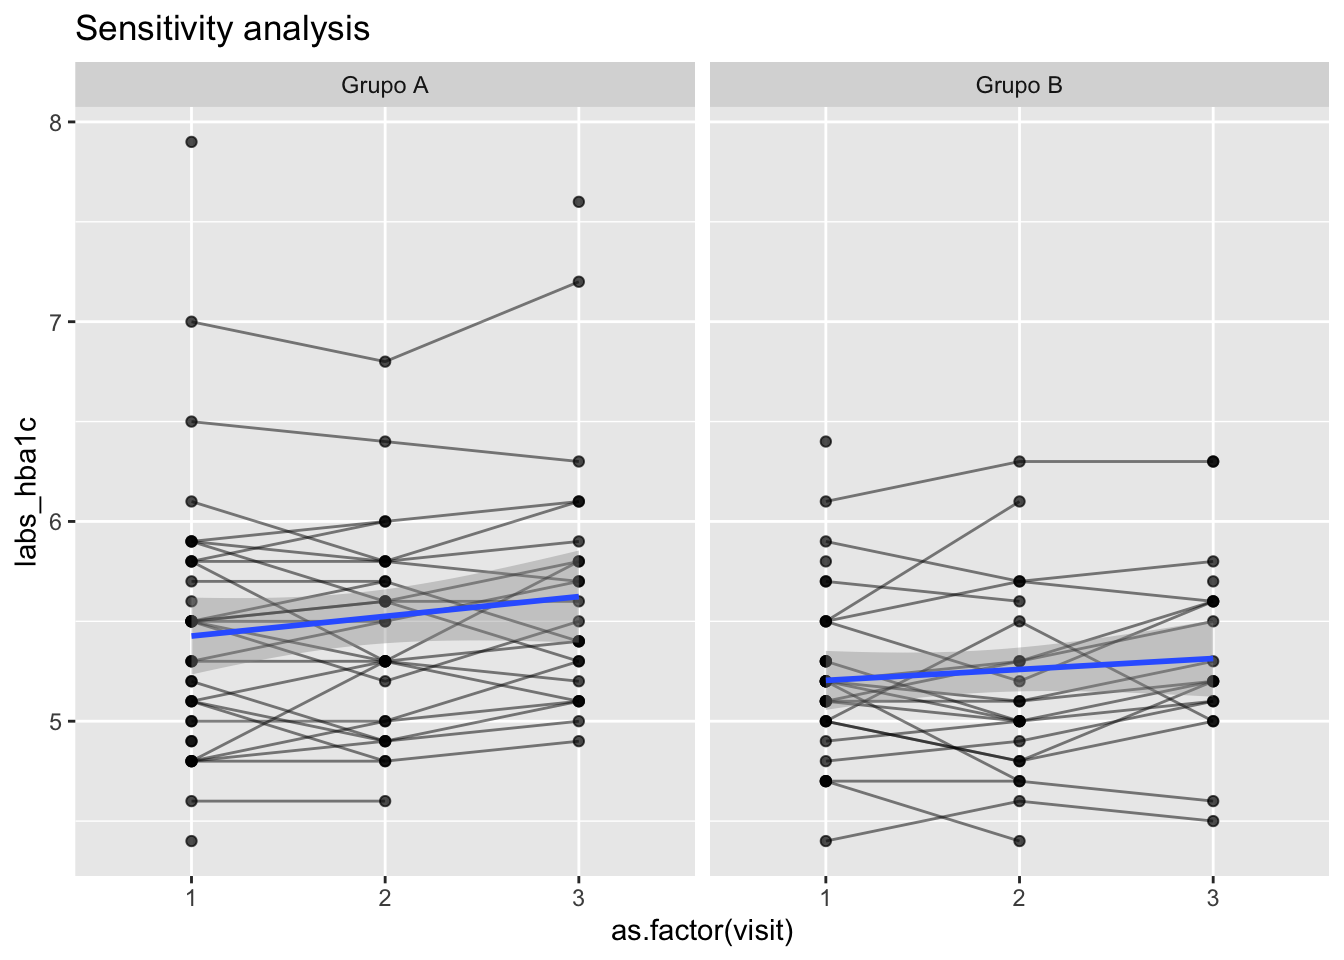 Sensitivity analysis
Grupo A
Grupo B
8
7
6
5
labs_hba1c
1 2 3
1 2 3
as.factor(visit)